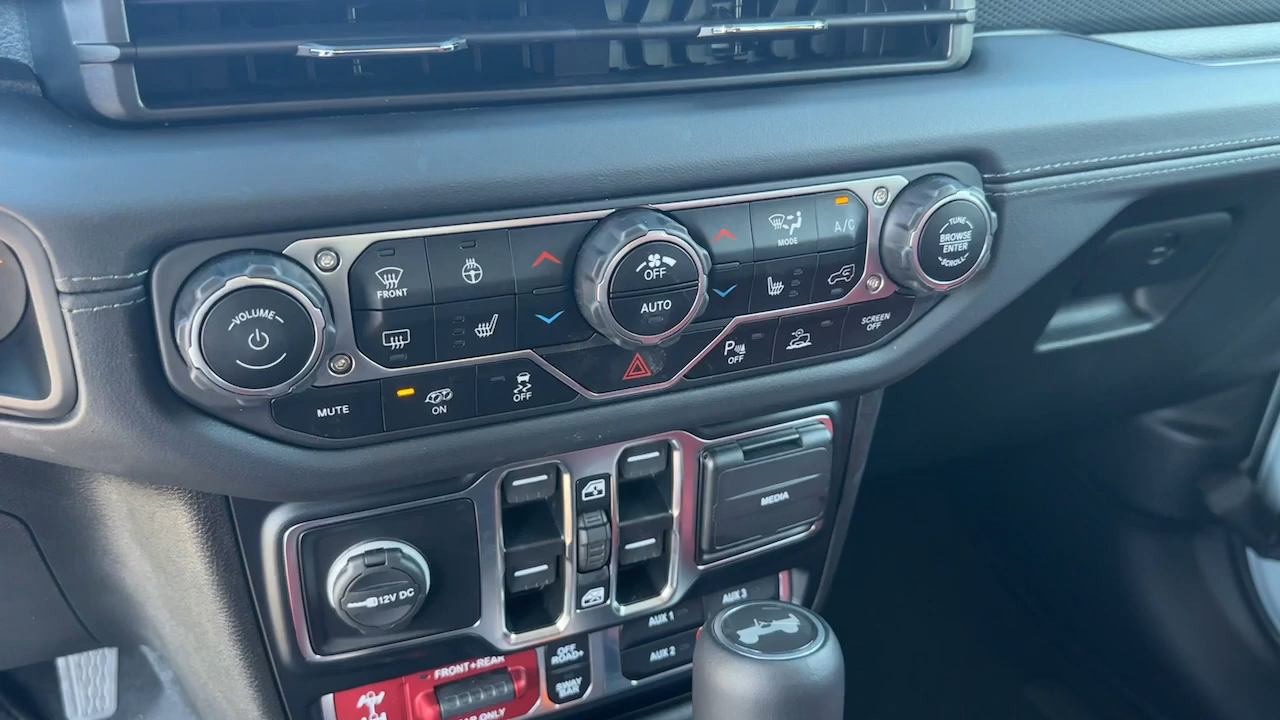 VOLUME
FRONT
OFF
AUTO
MODE
A/C
TUNE
BROWSE
ENTER
SCROLL
MUTE
ON
OFF
P
OFF
SCREEN
OFF
12V DC
MEDIA
AUX 3
AUX 1
AUX 2
OFF
ROAD+
SWAY
BAR
FRONT+REAR